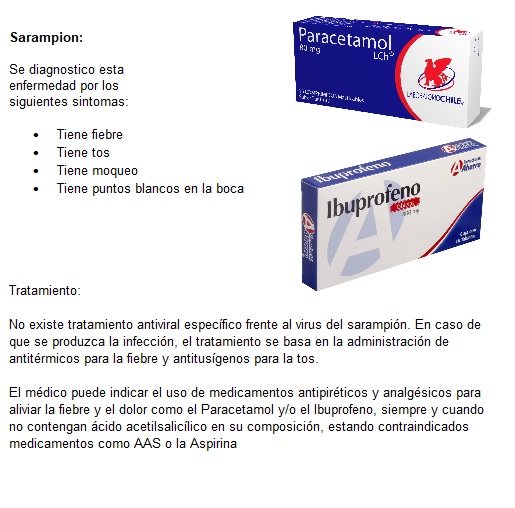 Sarampion:
Se diagnostico esta
enfermedad por los
siguientes sintomas:
• Tiene fiebre
• Tiene tos
• Tiene moqueo
• Tiene puntos blancos en la boca
Paracetamol
80 mg
LCh
LABORATORIO CHILE
Ibuprofeno
Ahorro
Tratamiento:
No existe tratamiento antiviral específico frente al virus del sarampión. En caso de
que se produzca la infección, el tratamiento se basa en la administración de
antitérmicos para la fiebre y antitusígenos para la tos.
El médico puede indicar el uso de medicamentos antipiréticos y analgésicos para
aliviar la fiebre y el dolor como el Paracetamol y/o el Ibuprofeno, siempre y cuando
no contengan ácido acetilsalicílico en su composición, estando contraindicados
medicamentos como AAS o la Aspirina